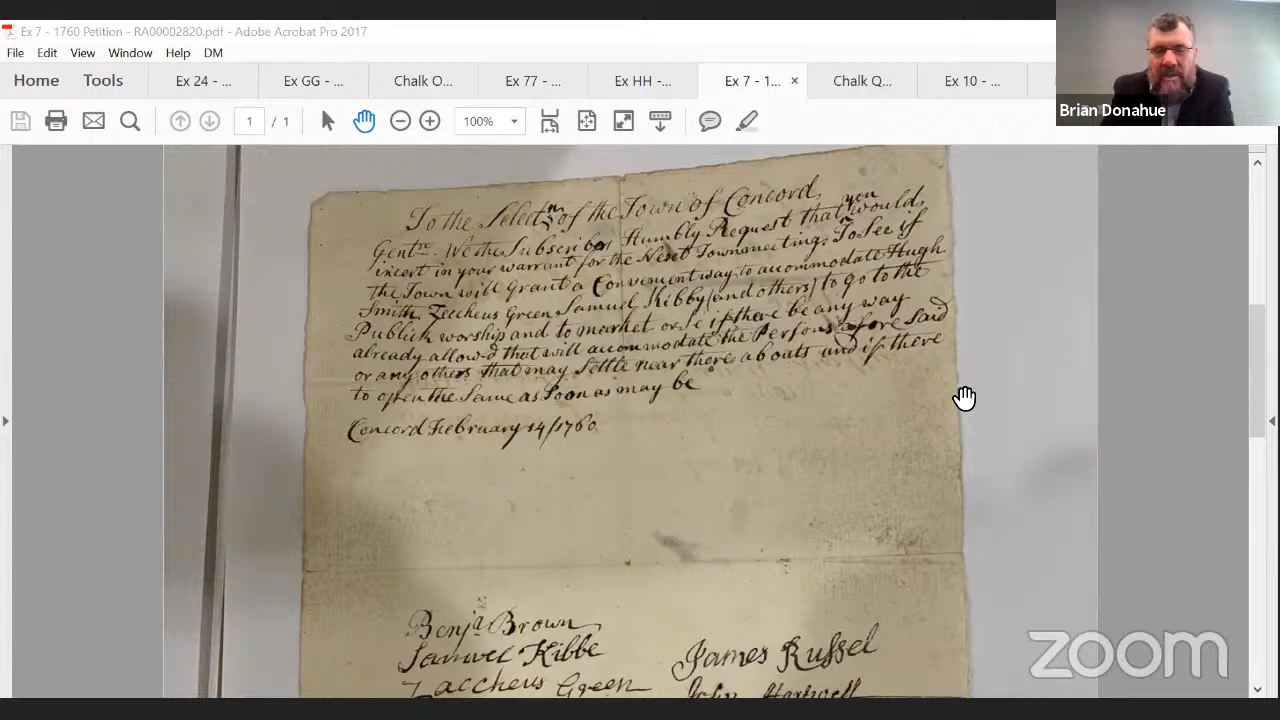 Ex 7 - 1760 Petition - RA00002820.pdf - Adobe Acrobat Pro 2017
File Edit View Window Help DM
Home Tools Ex 24 - ... Ex GG - ... Chalk O... Ex 77 - ... Ex HH -... Ex 7 - 1... × Chalk Q... Ex 10 - ...
1 / 1 100%
Brian Donahue
To the Selectmn of the Town of Concord
Gentm. We the Subscribers Humbly Request that you would
incert in your warrant for the Next Townmeeting. To See if
the Town will Grant a Convenient way to accommodate Hugh
Smith Zeccheus Green Samuel Kibby (and others) to go to the
Publick worship and to market or Se if there be any way
already allowd that will accommodate the Persons afore Said
or any others that may Settle near there abouts and if there
to open the Same as Soon as may be
Concord February 14/1760
Benja Brown
Samuel Kibbe
James Russel
Zaccheus Green
John Hartwell
zoom